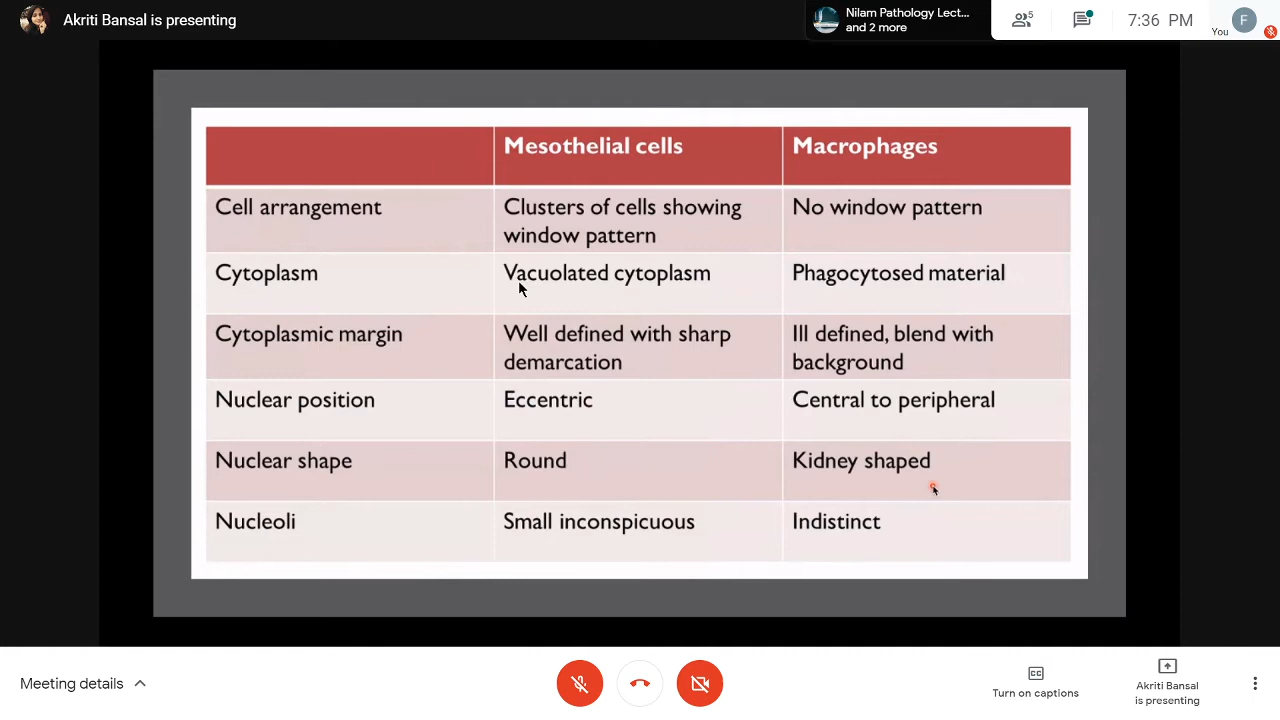 Akriti Bansal is presenting
Nilam Pathology Lect...
and 2 more
5
7:36 PM
You
F
Mesothelial cells
Macrophages
Cell arrangement
Clusters of cells showing
window pattern
No window pattern
Cytoplasm
Vacuolated cytoplasm
Phagocytosed material
Cytoplasmic margin
Well defined with sharp
demarcation
Ill defined, blend with
background
Nuclear position
Eccentric
Central to peripheral
Nuclear shape
Round
Kidney shaped
Nucleoli
Small inconspicuous
Indistinct
Meeting details
CC
Turn on captions
Akriti Bansal
is presenting